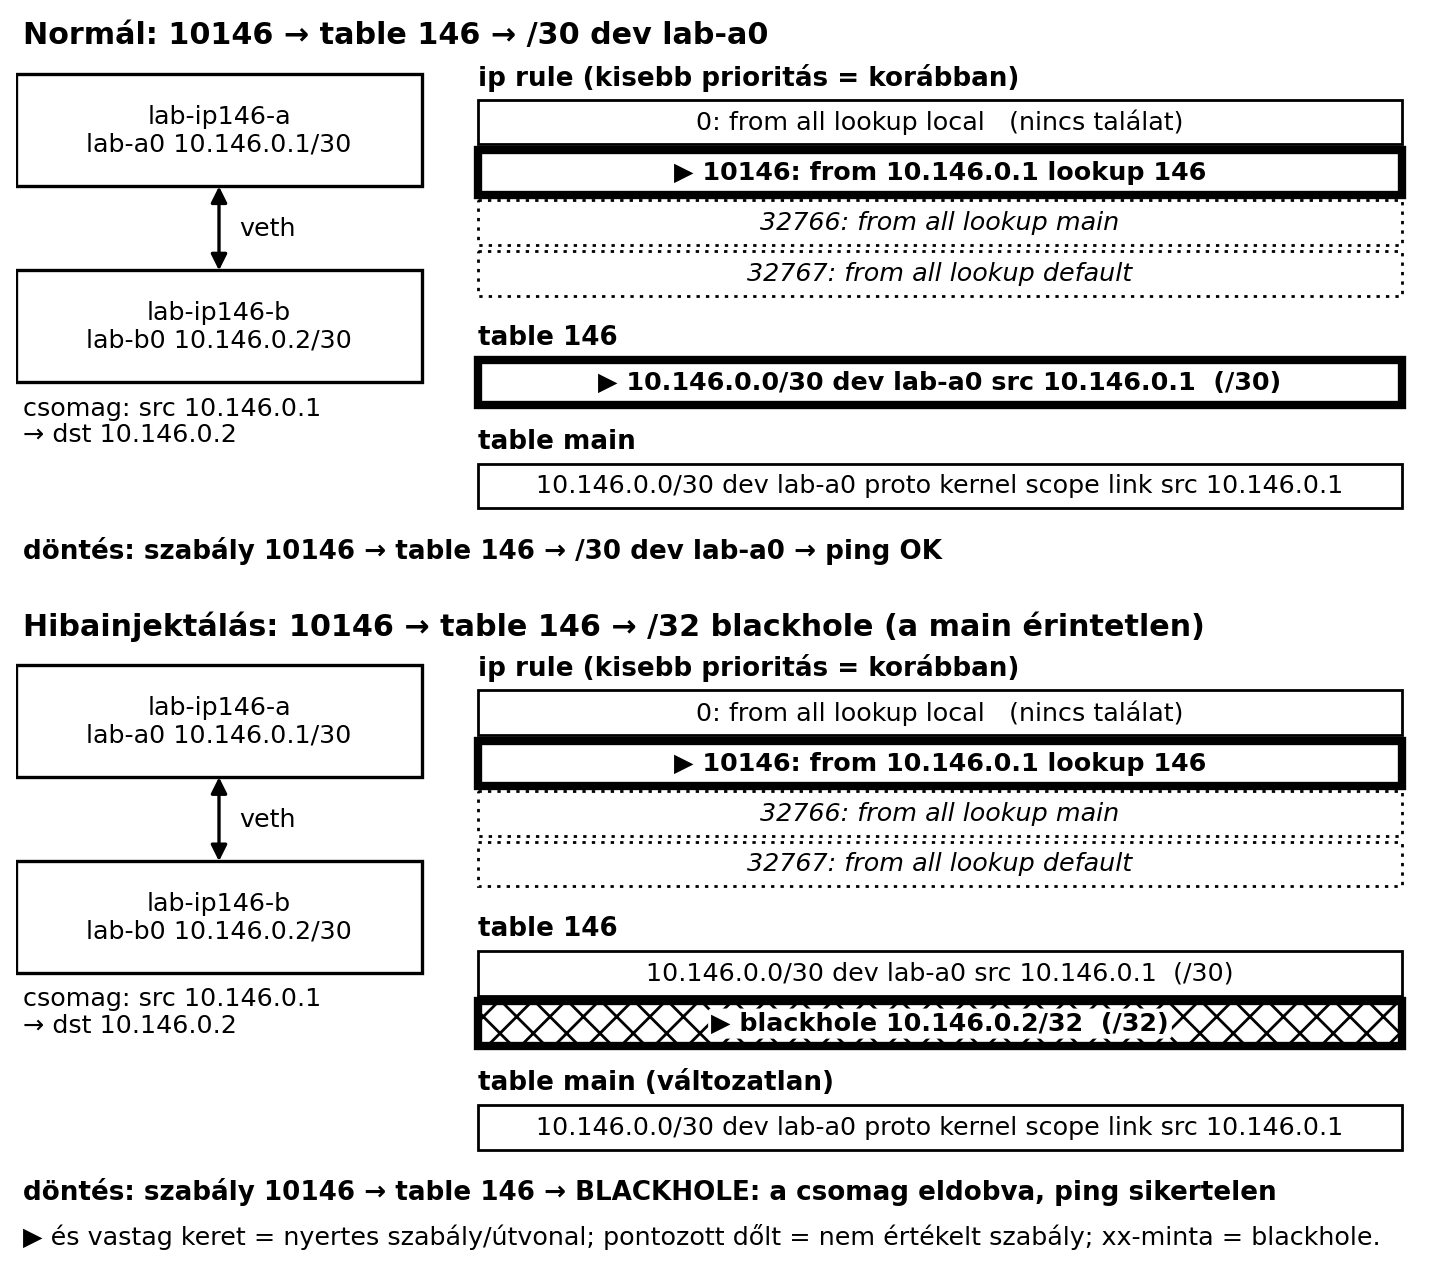 Normál: 10146 → table 146 → /30 dev lab-a0
lab-ip146-a
lab-a0 10.146.0.1/30
veth
lab-ip146-b
lab-b0 10.146.0.2/30
csomag: src 10.146.0.1
→ dst 10.146.0.2
ip rule (kisebb prioritás = korábban)
0: from all lookup local (nincs találat)
▶ 10146: from 10.146.0.1 lookup 146
32766: from all lookup main
32767: from all lookup default
table 146
▶ 10.146.0.0/30 dev lab-a0 src 10.146.0.1 (/30)
table main
10.146.0.0/30 dev lab-a0 proto kernel scope link src 10.146.0.1
döntés: szabály 10146 → table 146 → /30 dev lab-a0 → ping OK
Hibainjektálás: 10146 → table 146 → /32 blackhole (a main érintetlen)
lab-ip146-a
lab-a0 10.146.0.1/30
veth
lab-ip146-b
lab-b0 10.146.0.2/30
csomag: src 10.146.0.1
→ dst 10.146.0.2
ip rule (kisebb prioritás = korábban)
0: from all lookup local (nincs találat)
▶ 10146: from 10.146.0.1 lookup 146
32766: from all lookup main
32767: from all lookup default
table 146
10.146.0.0/30 dev lab-a0 src 10.146.0.1 (/30)
▶ blackhole 10.146.0.2/32 (/32)
table main (változatlan)
10.146.0.0/30 dev lab-a0 proto kernel scope link src 10.146.0.1
döntés: szabály 10146 → table 146 → BLACKHOLE: a csomag eldobva, ping sikertelen
▶ és vastag keret = nyertes szabály/útvonal; pontozott dőlt = nem értékelt szabály; xx-minta = blackhole.